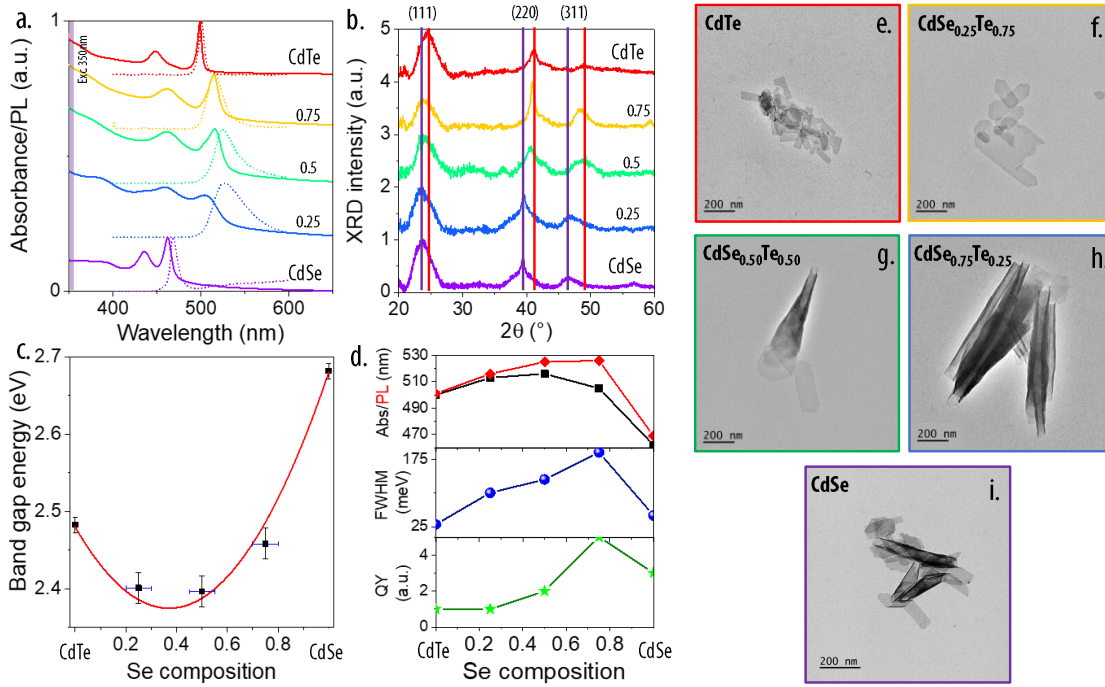 a.
Absorbance/PL (a.u.)
1
0
Exc 350nm
CdTe
0.75
0.5
0.25
CdSe
400 500 600
Wavelength (nm)
b.
(111) (220) (311)
XRD intensity (a.u.)
5
4
3
2
1
0
CdTe
0.75
0.5
0.25
CdSe
20 30 40 50 60
2θ (°)
c.
Band gap energy (eV)
2.7
2.6
2.5
2.4
CdTe 0.2 0.4 0.6 0.8 CdSe
Se composition
d.
Abs/PL (nm)
530
510
490
470
FWHM (meV)
175
25
QY (a.u.)
4
2
0
CdTe 0.2 0.4 0.6 0.8 CdSe
Se composition
CdTe e.
200 nm
CdSe0.25Te0.75 f.
200 nm
CdSe0.50Te0.50 g.
200 nm
CdSe0.75Te0.25 h.
200 nm
CdSe i.
200 nm